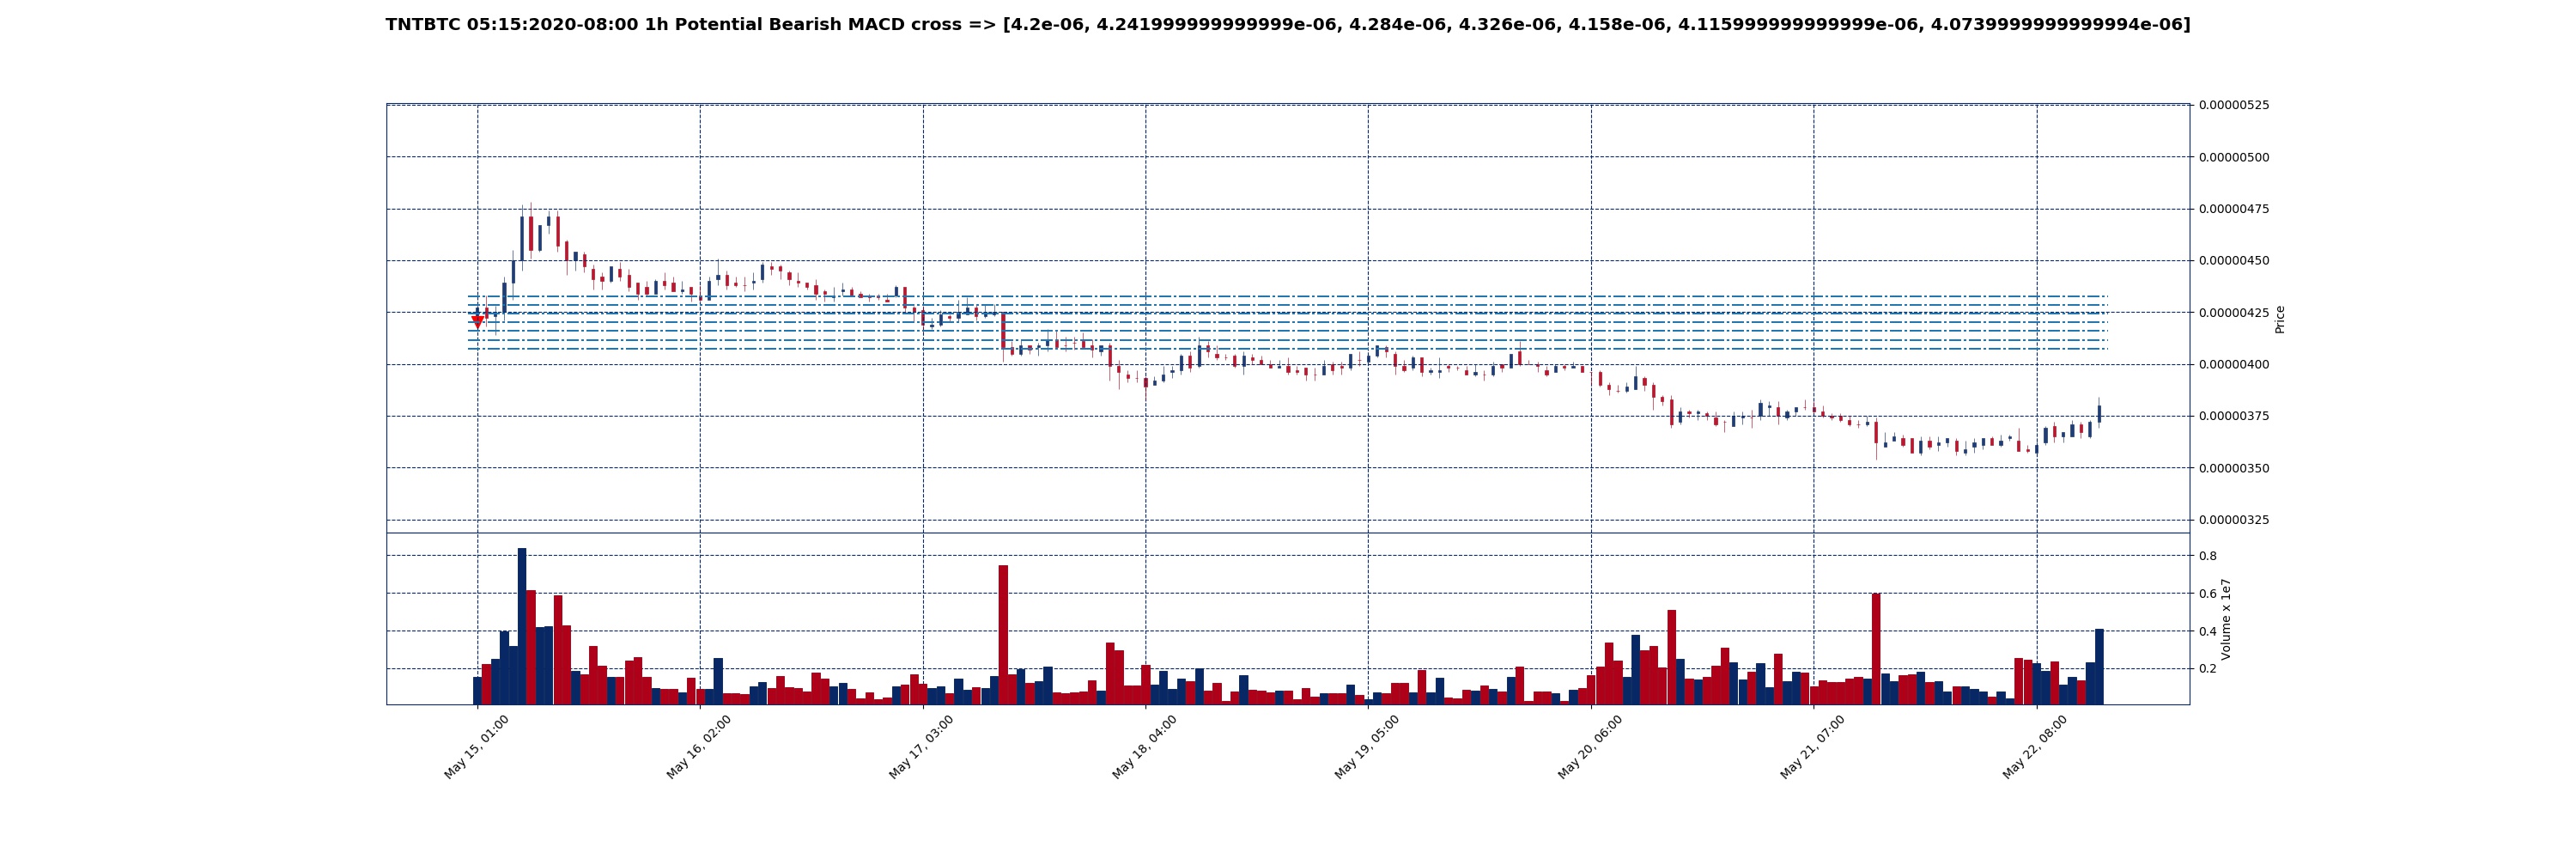 TNTBTC 05:15:2020-08:00 1h Potential Bearish MACD cross => [4.2e-06, 4.241999999999999e-06, 4.284e-06, 4.326e-06, 4.158e-06, 4.115999999999999e-06, 4.0739999999999994e-06]
0.00000525
0.00000500
0.00000475
0.00000450
0.00000425
Price
0.00000400
0.00000375
0.00000350
0.00000325
0.8
0.6
Volume x 1e7
0.4
0.2
May 15, 01:00
May 16, 02:00
May 17, 03:00
May 18, 04:00
May 19, 05:00
May 20, 06:00
May 21, 07:00
May 22, 08:00